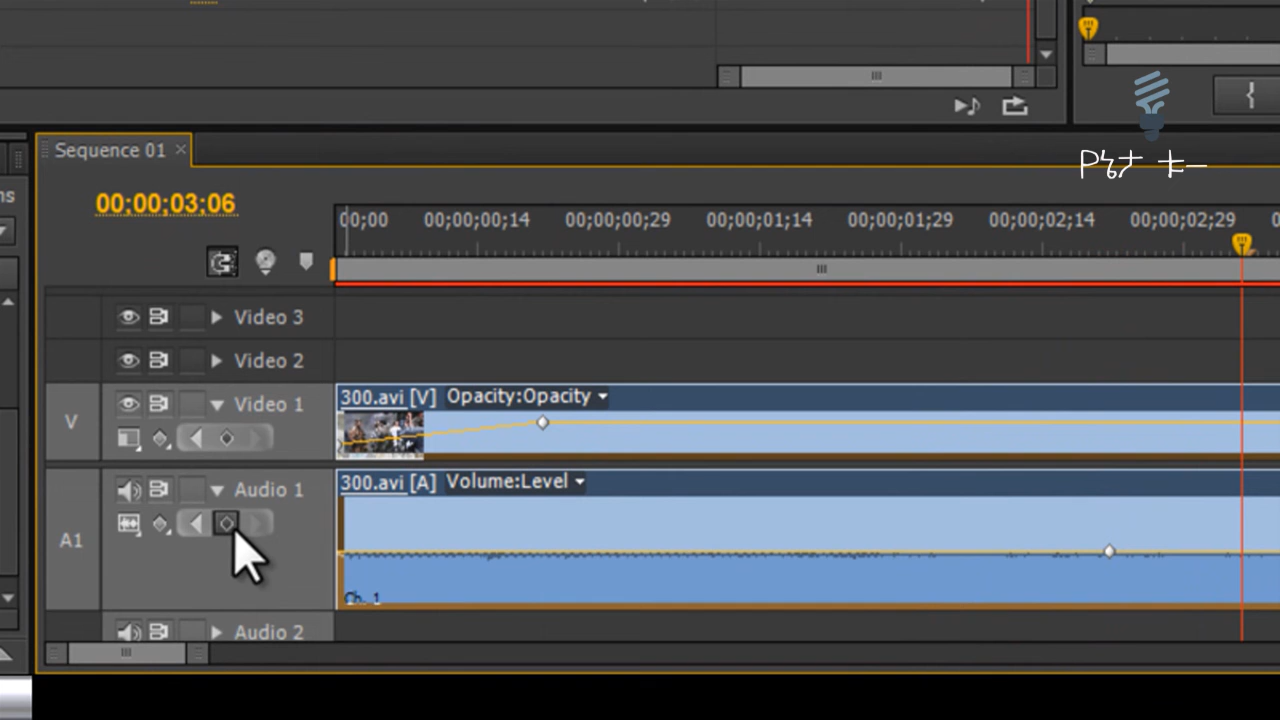 ns
Sequence 01
00;00;03;06
00;00 00;00;00;14 00;00;00;29 00;00;01;14 00;00;01;29 00;00;02;14 00;00;02;29 0
Video 3
Video 2
V Video 1 300.avi [V] Opacity:Opacity
A1 Audio 1 300.avi [A] Volume:Level
Ch. 1
Audio 2